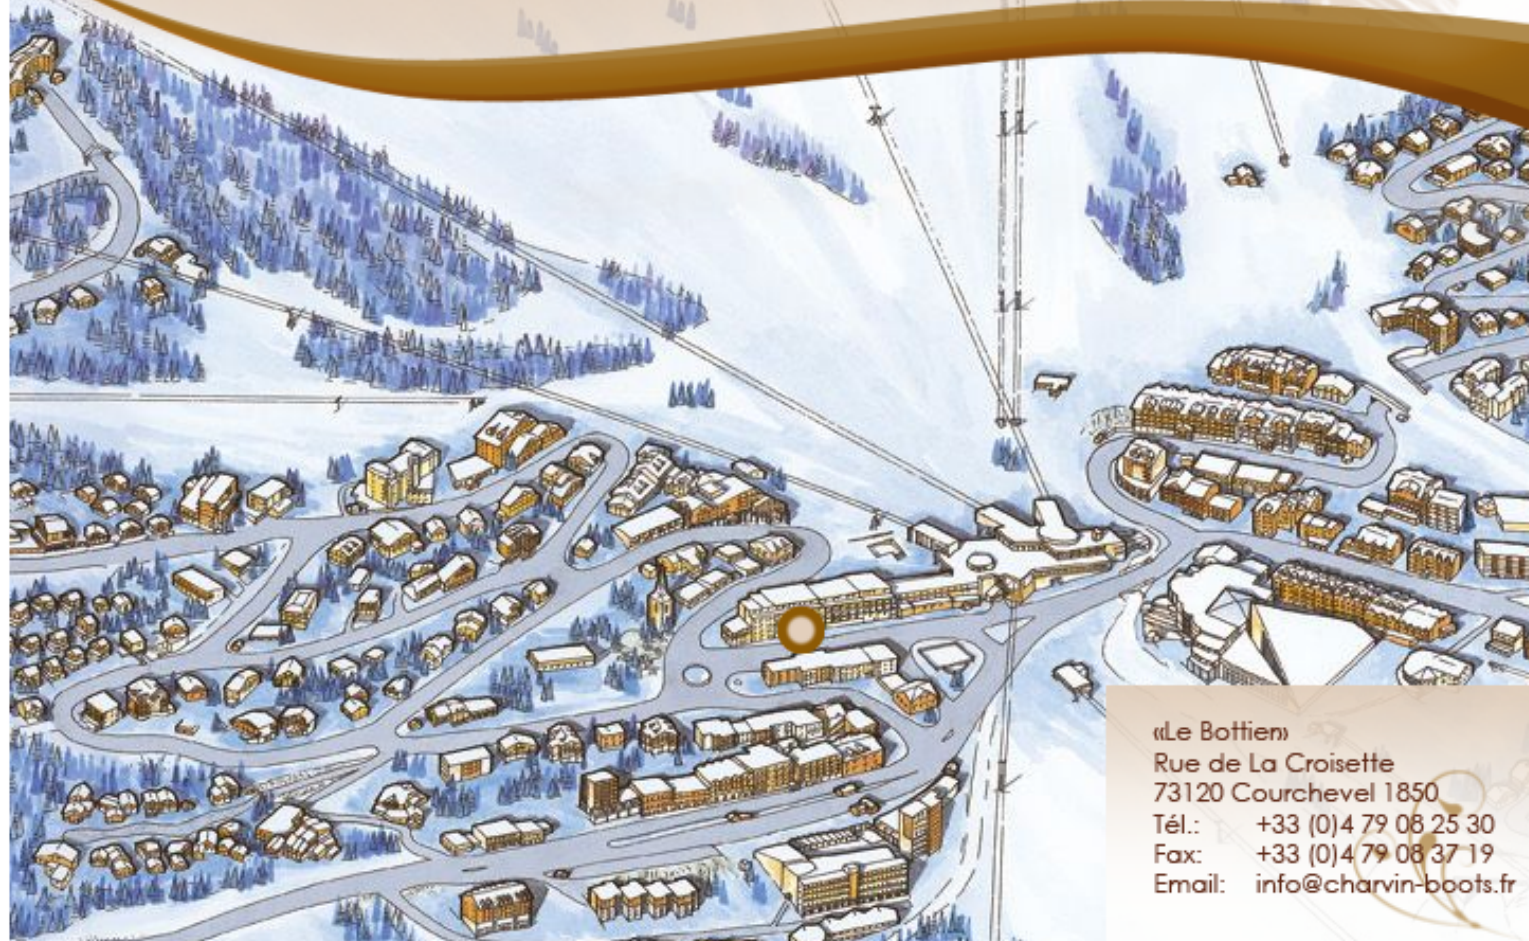 «Le Bottien»
Rue de La Croisette
73120 Courchevel 1850
Tél.: +33 (0)4 79 08 25 30
Fax: +33 (0)4 79 08 37 19
Email: info@charvin-boots.fr